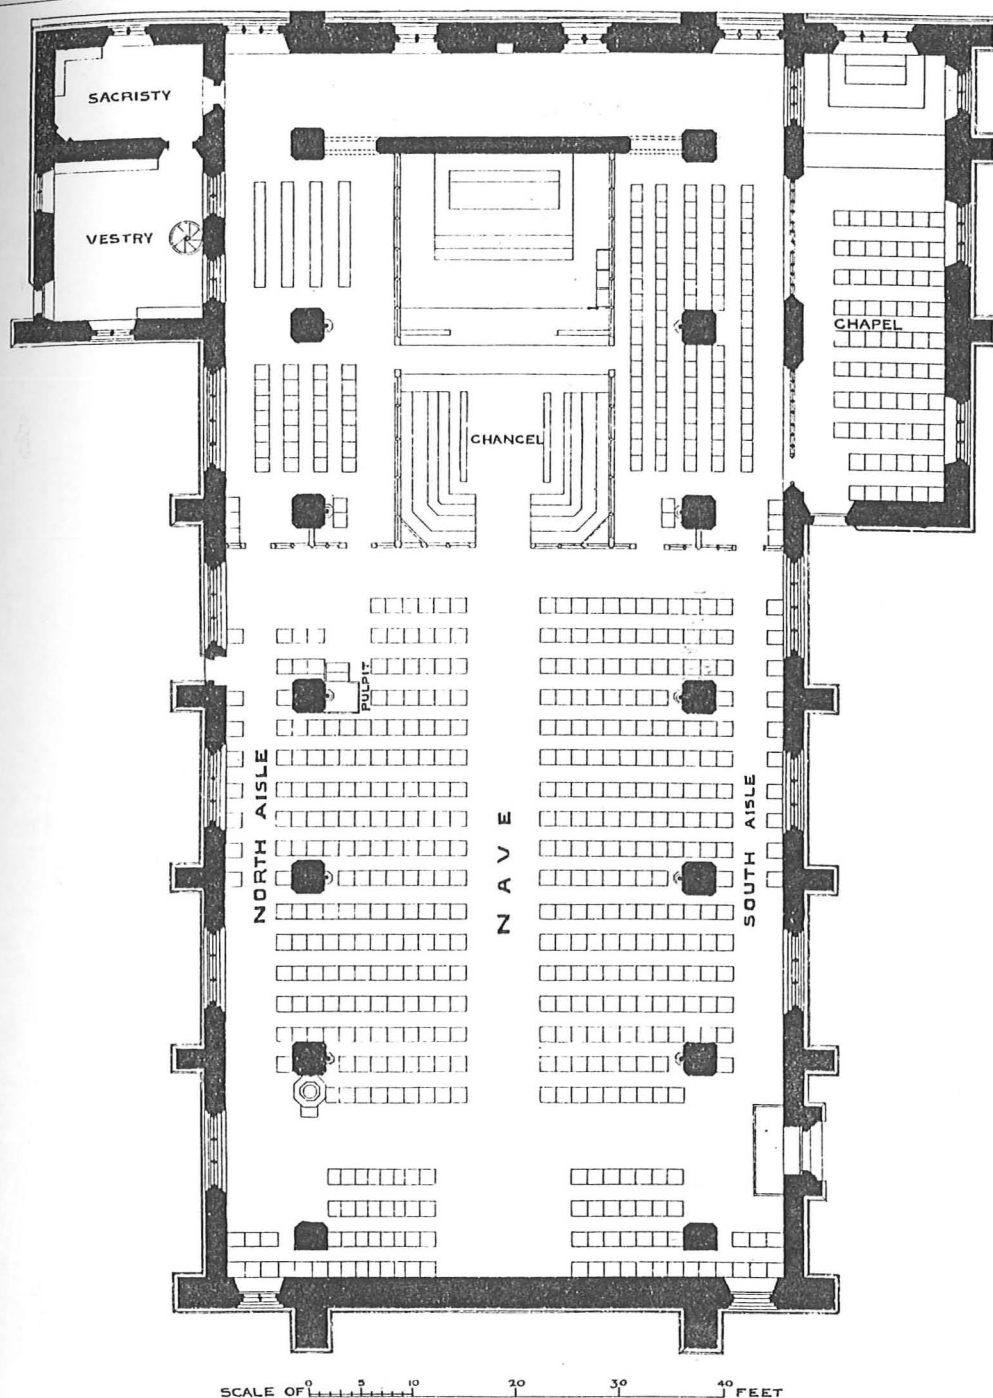 SACRISTY
VESTRY
CHAPEL
CHANCEL
PULPIT
NORTH AISLE
NAVE
SOUTH AISLE
SCALE OF 0 5 10 20 30 40 FEET